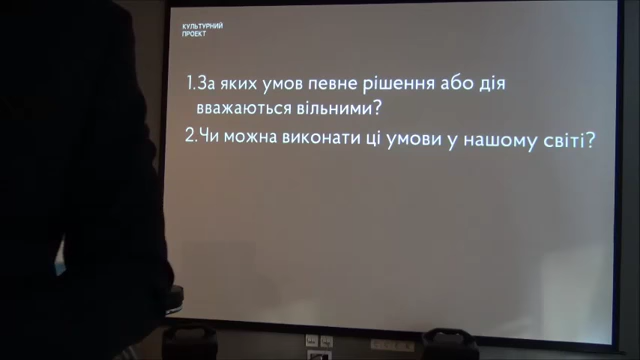 КУЛЬТУРНИЙ
ПРОЕКТ
1.За яких умов певне рішення або дія
вважаються вільними?
2.Чи можна виконати ці умови у нашому світі?